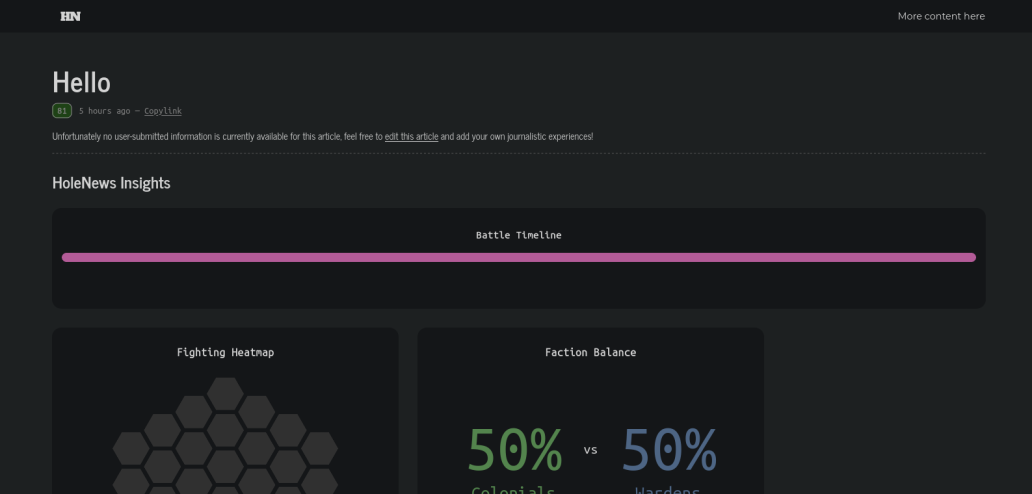 HN
More content here
Hello
B1 5 hours ago — Copylink
Unfortunately no user-submitted information is currently available for this article, feel free to edit this article and add your own journalistic experiences!
HoleNews Insights
Battle Timeline
Fighting Heatmap
Faction Balance
50% vs 50%
Colonials Wardens